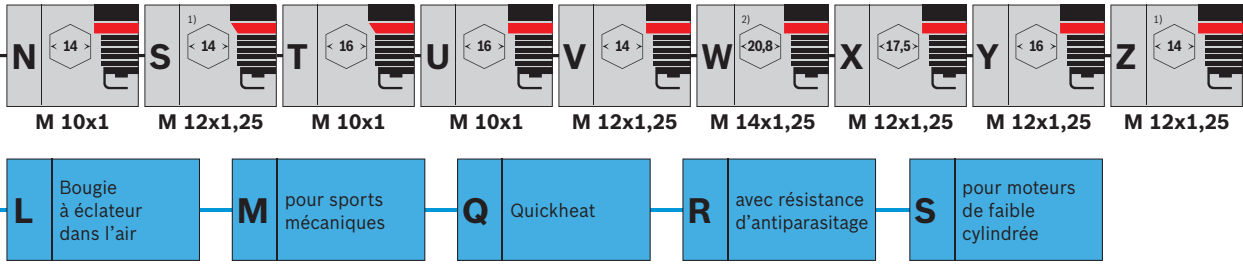 N < 14 >
S 1) < 14 >
T < 16 >
U < 16 >
V < 14 >
W 2) <20,8>
X <17,5>
Y < 16 >
Z 1) < 14 >
M 10x1
M 12x1,25
M 10x1
M 10x1
M 12x1,25
M 14x1,25
M 12x1,25
M 12x1,25
M 12x1,25
L
Bougie
à éclateur
dans l'air
M
pour sports
mécaniques
Q
Quickheat
R
avec résistance
d'antiparasitage
S
pour moteurs
de faible
cylindrée